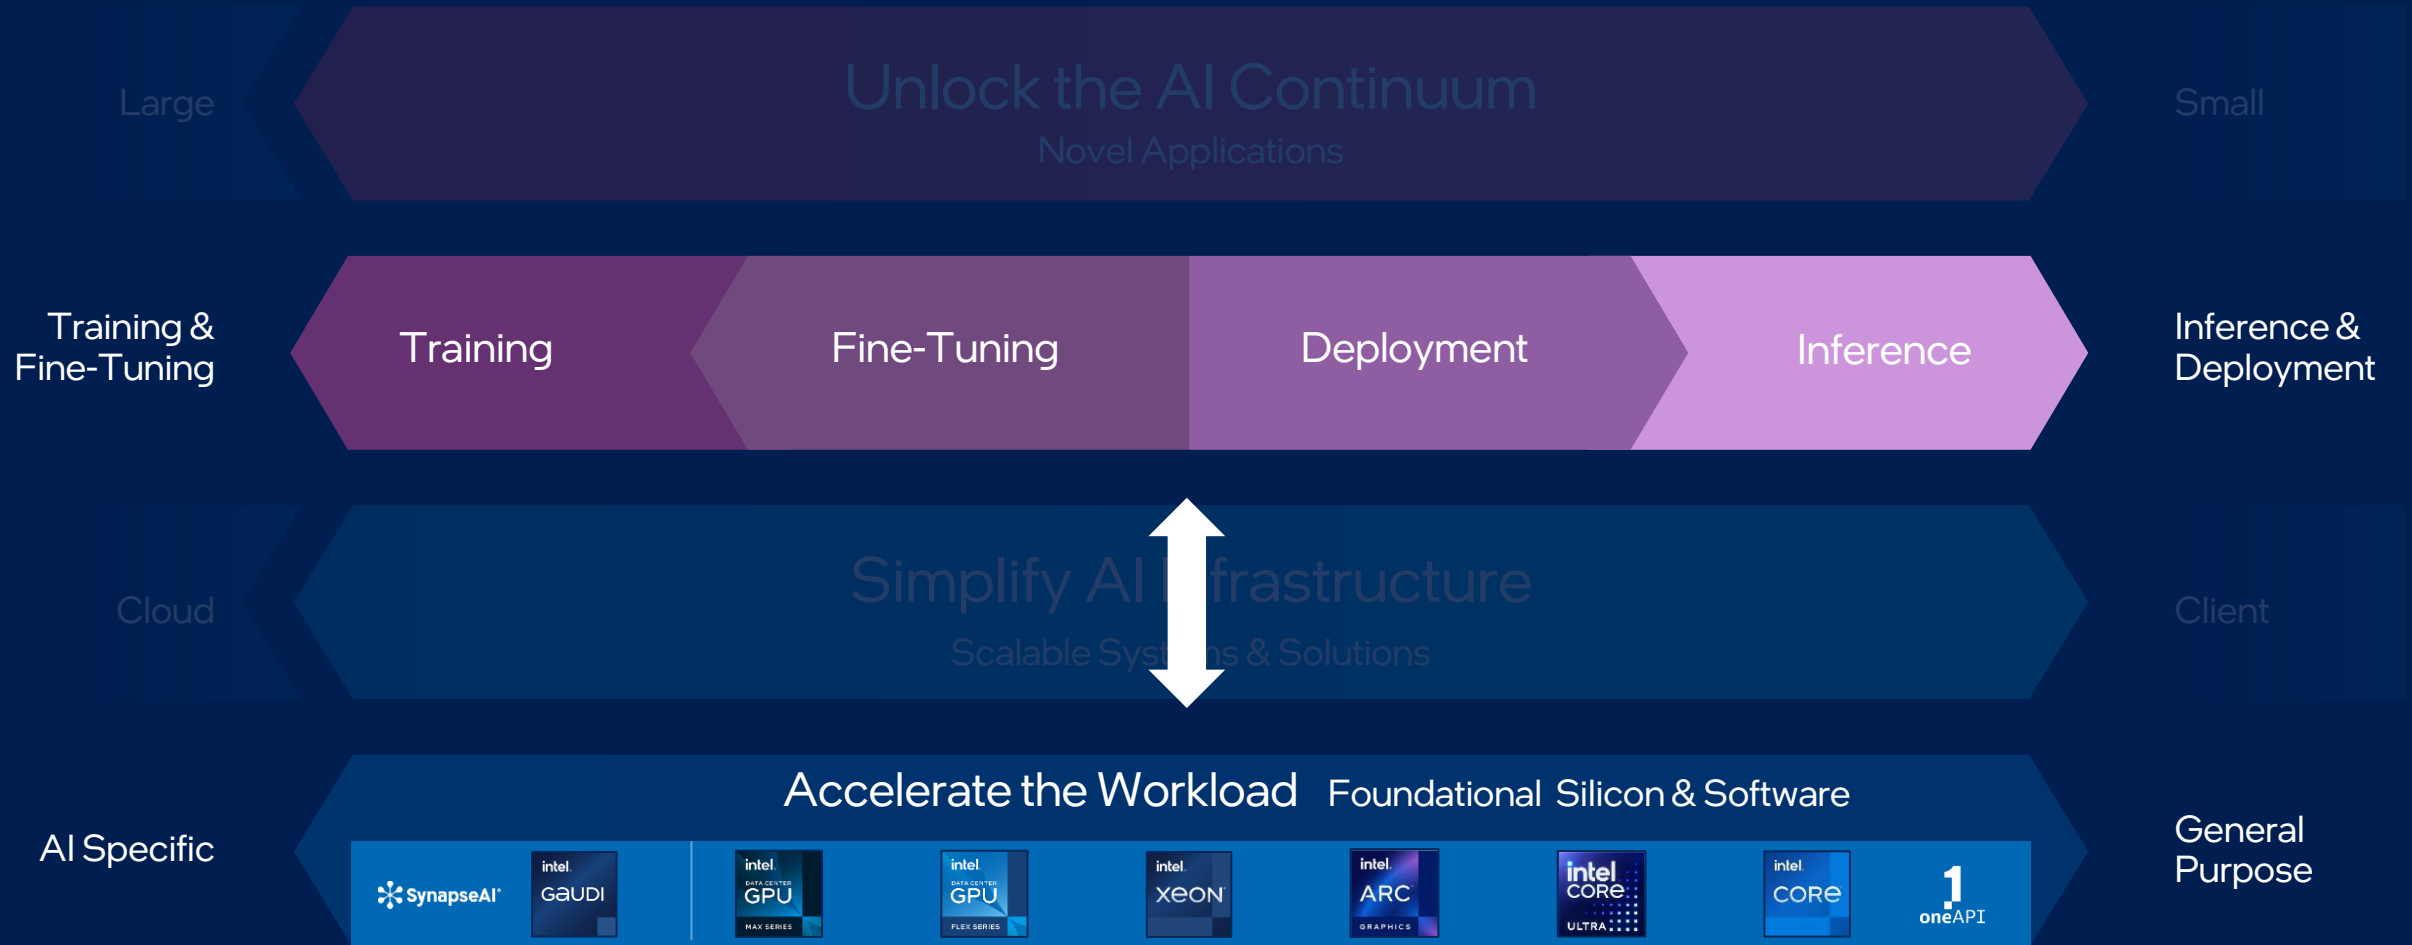 Unlock the AI Continuum
Large
Small
Novel Applications
Training &
Fine-Tuning
Training
Fine-Tuning
Deployment
Inference
Inference &
Deployment
Simplify AI frastructure
Cloud
Client
Scalable Sys s & Solutions
Accelerate the Workload Foundational Silicon & Software
AI Specific
General
Purpose
SynapseAI®
intel.
GAUDI
intel.
DATA CENTER
GPU
MAX SERIES
intel.
DATA CENTER
GPU
FLEX SERIES
intel.
XEON
intel.
ARC
GRAPHICS
intel
CORE
ULTRA
intel.
CORE
1
oneAPI